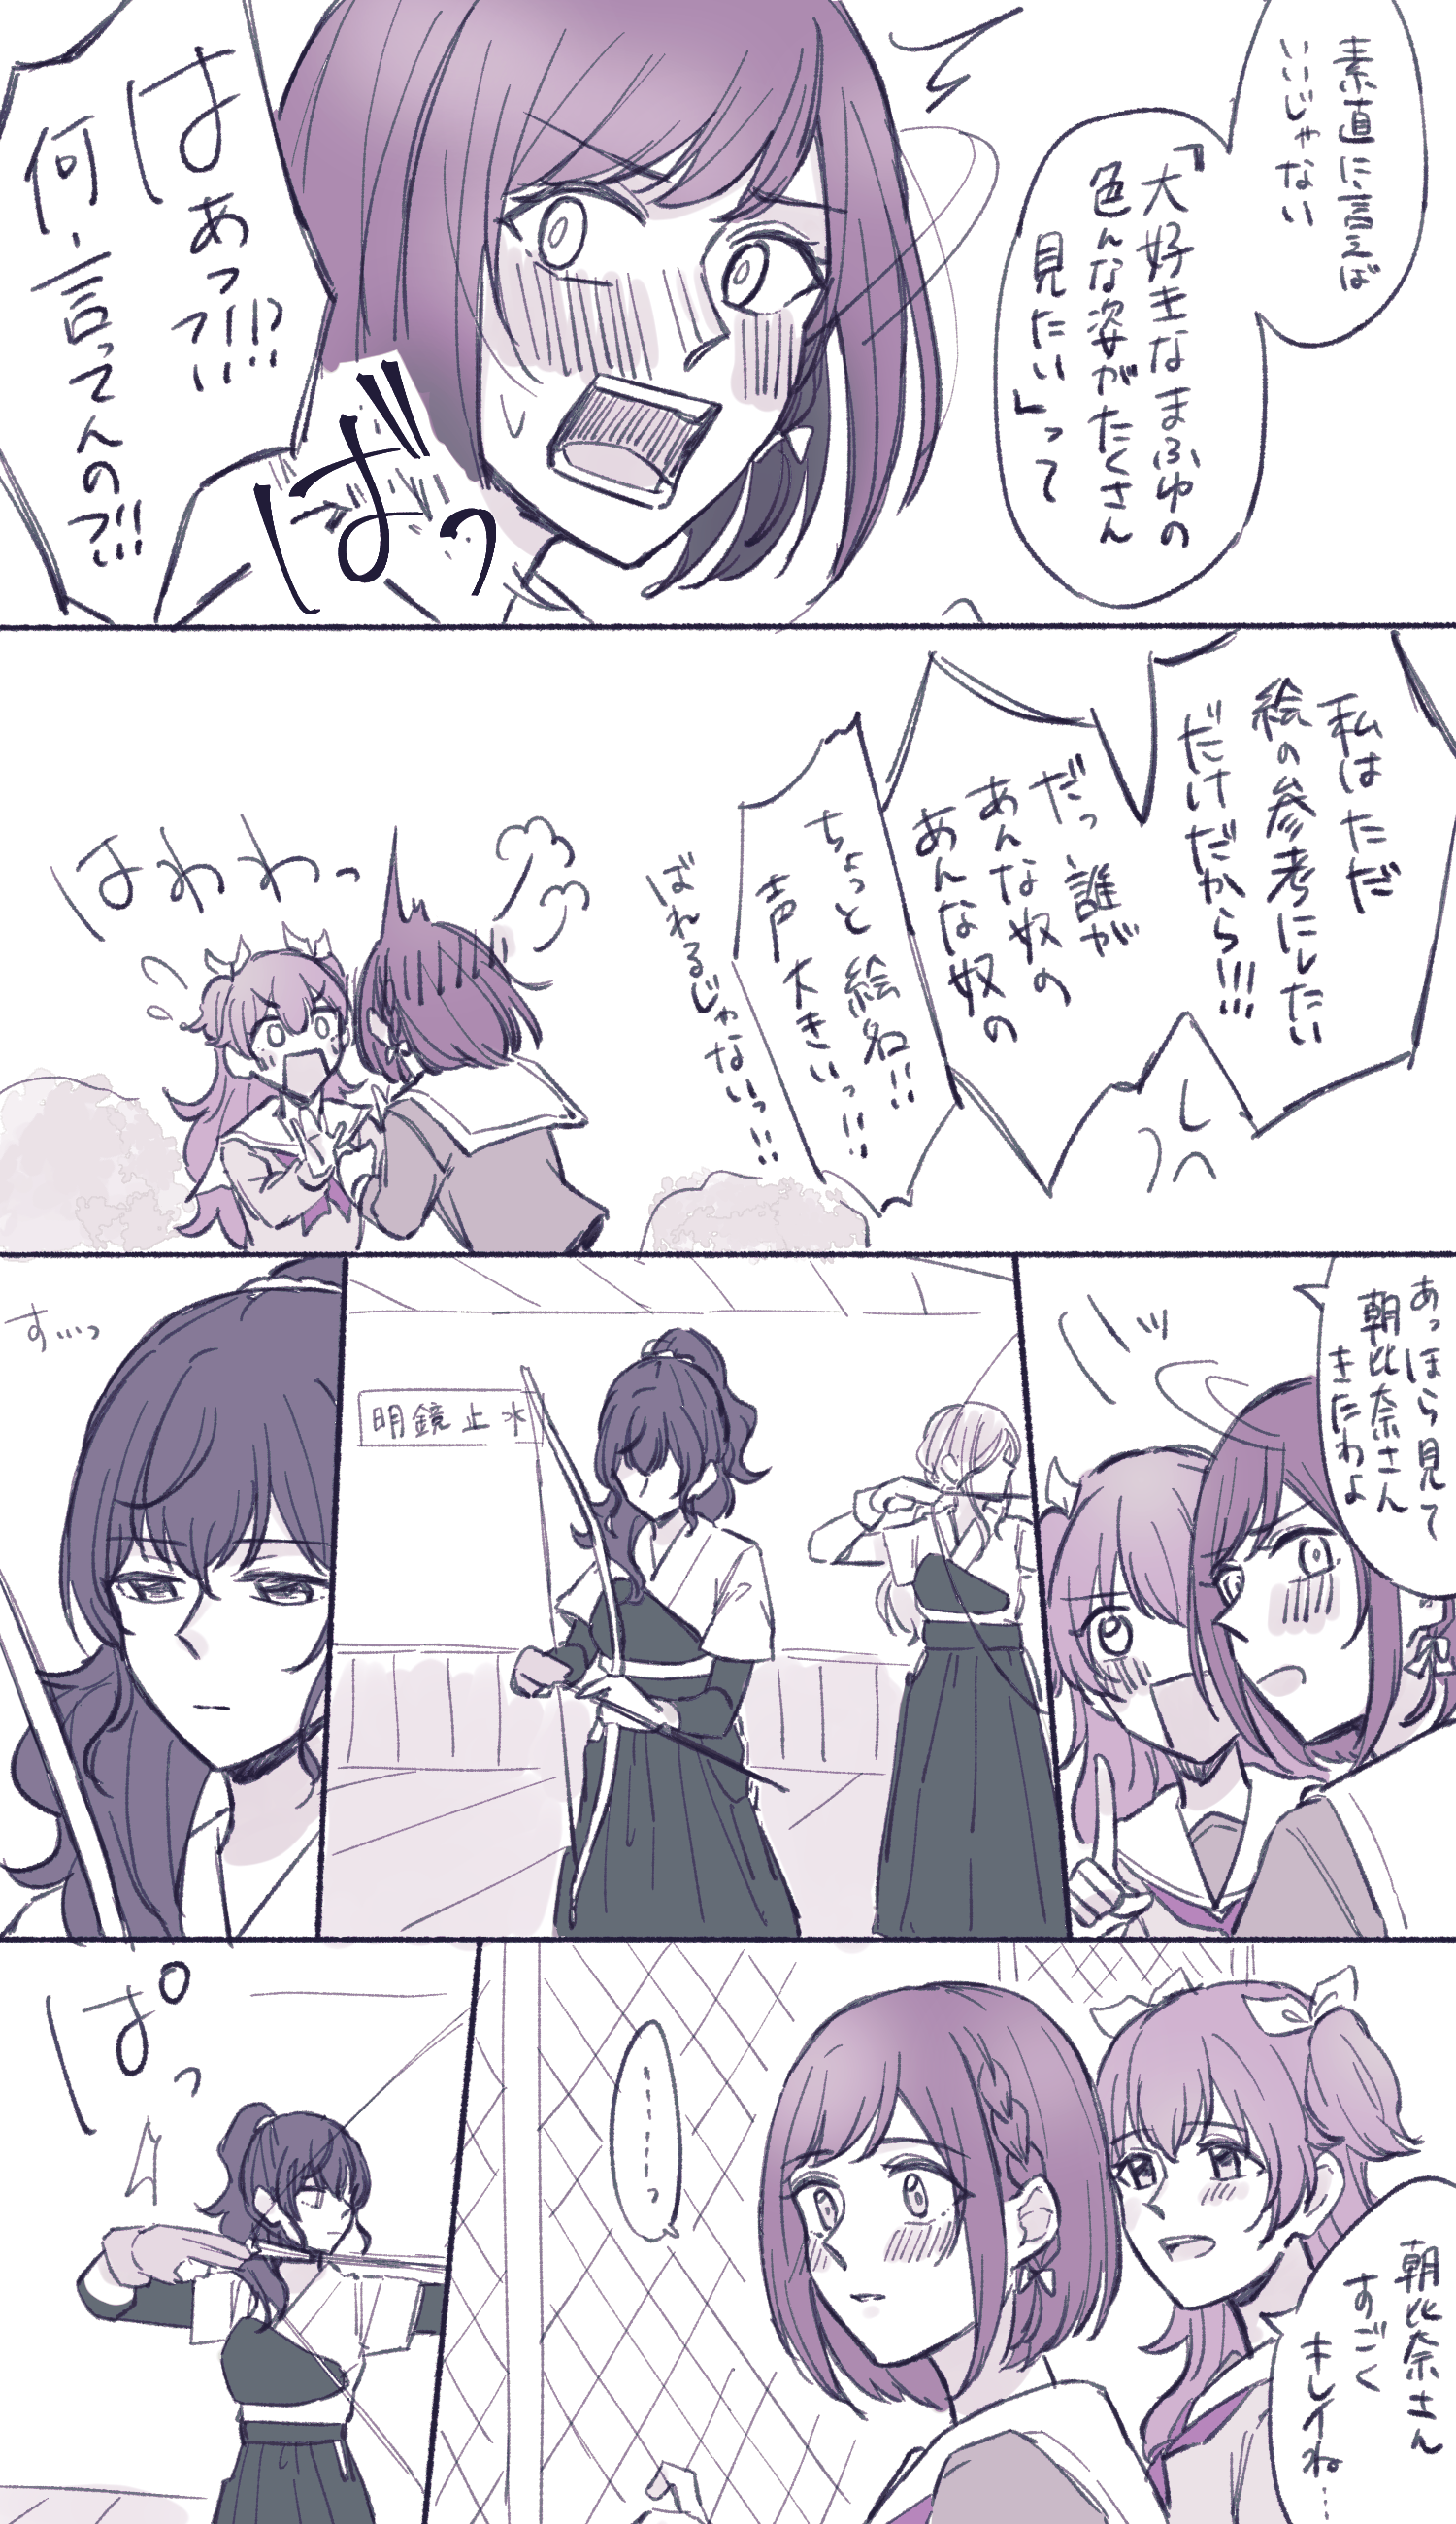 素直に言えば
いいじゃない
『大好きなまふゆの
色んな姿がたくさん
見たい』って
ばっ
はぁっ?!!!
何、言ってんの?!!!
私はただ
絵の参考にしたい
だけだから!!!
だっ、誰が
あんな奴の
あんな奴の
ちょっと絵名!!
声大きいっ!!
ばれるじゃないっ!!
はわわっ
あっほら見て
朝比奈さん
きたわよ
ハッ
明鏡止水
す…っ
朝比奈さん
すごく
キレイね…
……っ
ぱっ